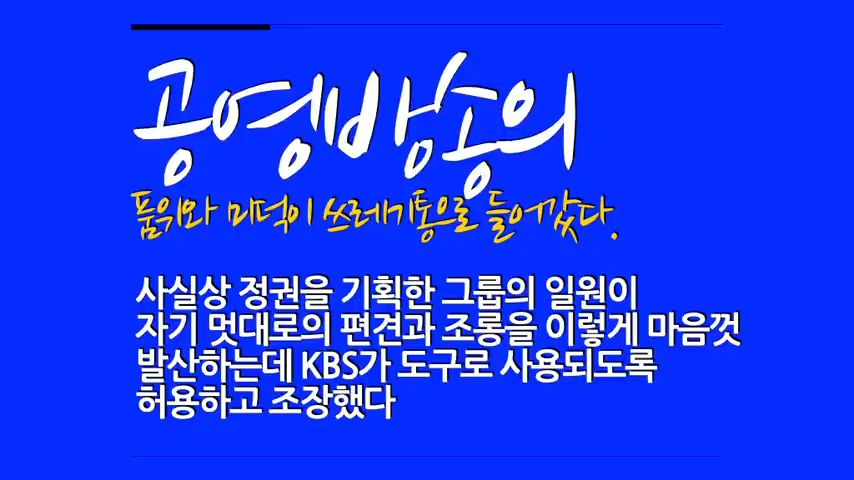 공영방송의
품위와 미덕이 쓰레기통으로 들어갔다.
사실상 정권을 기획한 그룹의 일원이
자기 멋대로의 편견과 조롱을 이렇게 마음껏
발산하는데 KBS가 도구로 사용되도록
허용하고 조장했다